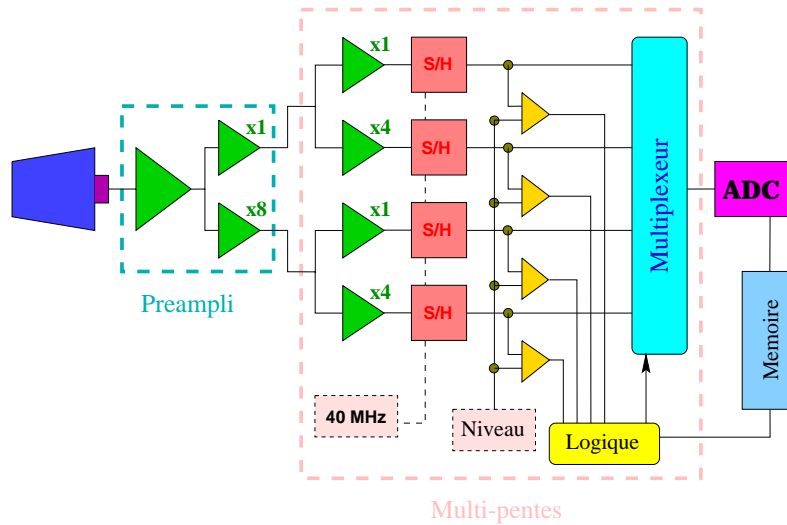 x1
S/H
x1
x4
S/H
Preampli
x8
x1
S/H
x4
S/H
Multiplexeur
ADC
Memoire
40 MHz
Niveau
Logique
Multi-pentes